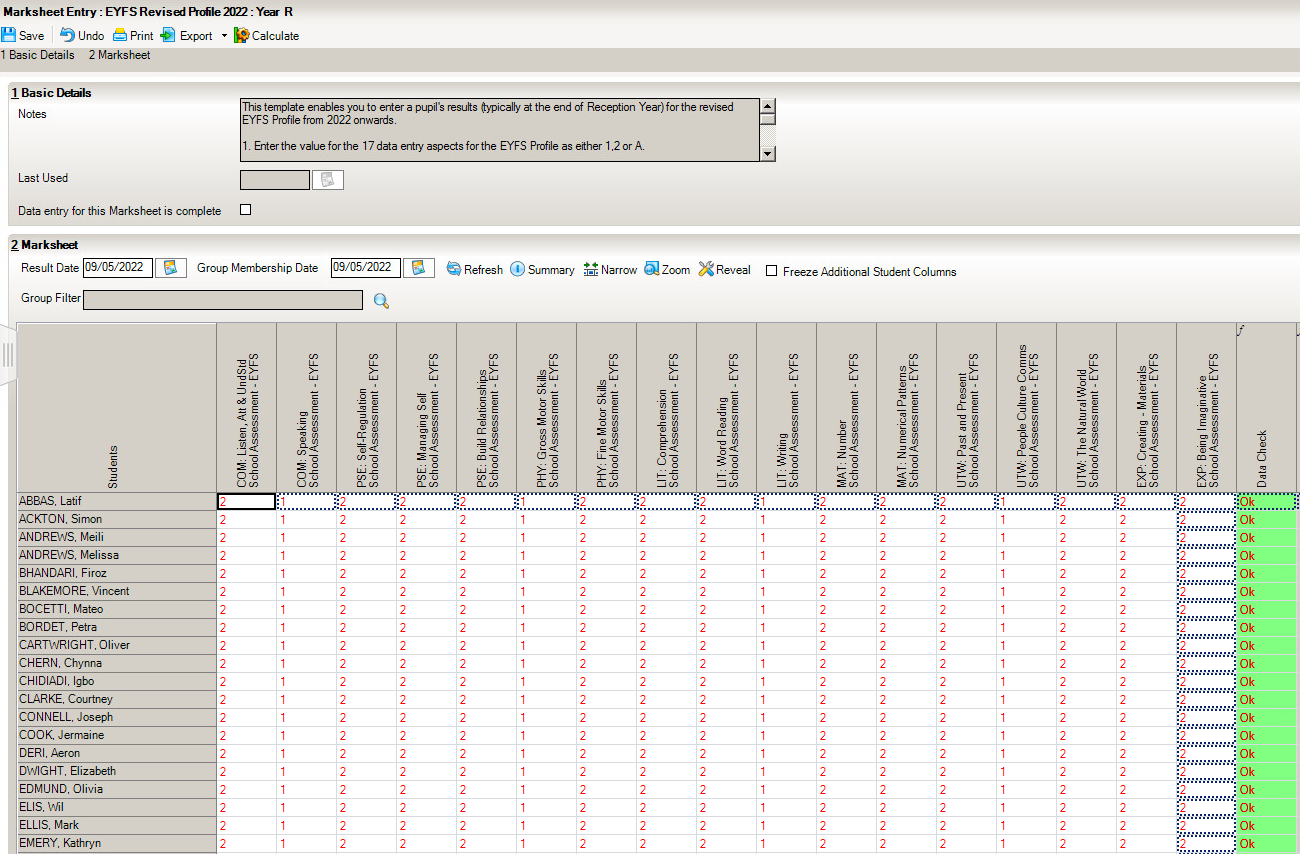 Marksheet Entry : EYFS Revised Profile 2022 : Year R
Save Undo Print Export Calculate
1 Basic Details 2 Marksheet
1 Basic Details
Notes
This template enables you to enter a pupil's results (typically at the end of Reception Year) for the revised
EYFS Profile from 2022 onwards.
1. Enter the value for the 17 data entry aspects for the EYFS Profile as either 1,2 or A.
Last Used
Data entry for this Marksheet is complete
2 Marksheet
Result Date 09/05/2022 Group Membership Date 09/05/2022 Refresh Summary Narrow Zoom Reveal Freeze Additional Student Columns
Group Filter
Students
COM: Listen, Att & UndStd
School Assessment - EYFS
COM: Speaking
School Assessment - EYFS
PSE: Self-Regulation
School Assessment - EYFS
PSE: Managing Self
School Assessment - EYFS
PSE: Build Relationships
School Assessment - EYFS
PHY: Gross Motor Skills
School Assessment - EYFS
PHY: Fine Motor Skills
School Assessment - EYFS
LIT: Comprehension
School Assessment - EYFS
LIT: Word Reading
School Assessment - EYFS
LIT: Writing
School Assessment - EYFS
MAT: Number
School Assessment - EYFS
MAT: Numerical Patterns
School Assessment - EYFS
UTW: Past and Present
School Assessment - EYFS
UTW: People Culture Comms
School Assessment - EYFS
UTW: The Natural World
School Assessment - EYFS
EXP: Creating - Materials
School Assessment - EYFS
EXP: Being Imaginative
School Assessment - EYFS
Data Check
ABBAS, Latif 2 1 2 2 2 1 2 2 2 1 2 2 2 1 2 2 2 Ok
ACKTON, Simon 2 1 2 2 2 1 2 2 2 1 2 2 2 1 2 2 2 Ok
ANDREWS, Meili 2 1 2 2 2 1 2 2 2 1 2 2 2 1 2 2 2 Ok
ANDREWS, Melissa 2 1 2 2 2 1 2 2 2 1 2 2 2 1 2 2 2 Ok
BHANDARI, Firoz 2 1 2 2 2 1 2 2 2 1 2 2 2 1 2 2 2 Ok
BLAKEMORE, Vincent 2 1 2 2 2 1 2 2 2 1 2 2 2 1 2 2 2 Ok
BOCETTI, Mateo 2 1 2 2 2 1 2 2 2 1 2 2 2 1 2 2 2 Ok
BORDET, Petra 2 1 2 2 2 1 2 2 2 1 2 2 2 1 2 2 2 Ok
CARTWRIGHT, Oliver 2 1 2 2 2 1 2 2 2 1 2 2 2 1 2 2 2 Ok
CHERN, Chynna 2 1 2 2 2 1 2 2 2 1 2 2 2 1 2 2 2 Ok
CHIDIADI, Igbo 2 1 2 2 2 1 2 2 2 1 2 2 2 1 2 2 2 Ok
CLARKE, Courtney 2 1 2 2 2 1 2 2 2 1 2 2 2 1 2 2 2 Ok
CONNELL, Joseph 2 1 2 2 2 1 2 2 2 1 2 2 2 1 2 2 2 Ok
COOK, Jermaine 2 1 2 2 2 1 2 2 2 1 2 2 2 1 2 2 2 Ok
DERI, Aeron 2 1 2 2 2 1 2 2 2 1 2 2 2 1 2 2 2 Ok
DWIGHT, Elizabeth 2 1 2 2 2 1 2 2 2 1 2 2 2 1 2 2 2 Ok
EDMUND, Olivia 2 1 2 2 2 1 2 2 2 1 2 2 2 1 2 2 2 Ok
ELIS, Wil 2 1 2 2 2 1 2 2 2 1 2 2 2 1 2 2 2 Ok
ELLIS, Mark 2 1 2 2 2 1 2 2 2 1 2 2 2 1 2 2 2 Ok
EMERY, Kathryn 2 1 2 2 2 1 2 2 2 1 2 2 2 1 2 2 2 Ok